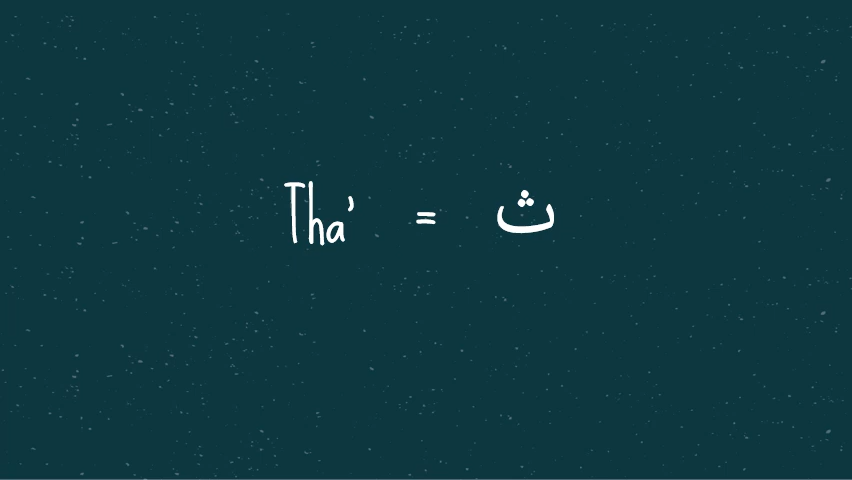 Tha’ = ث